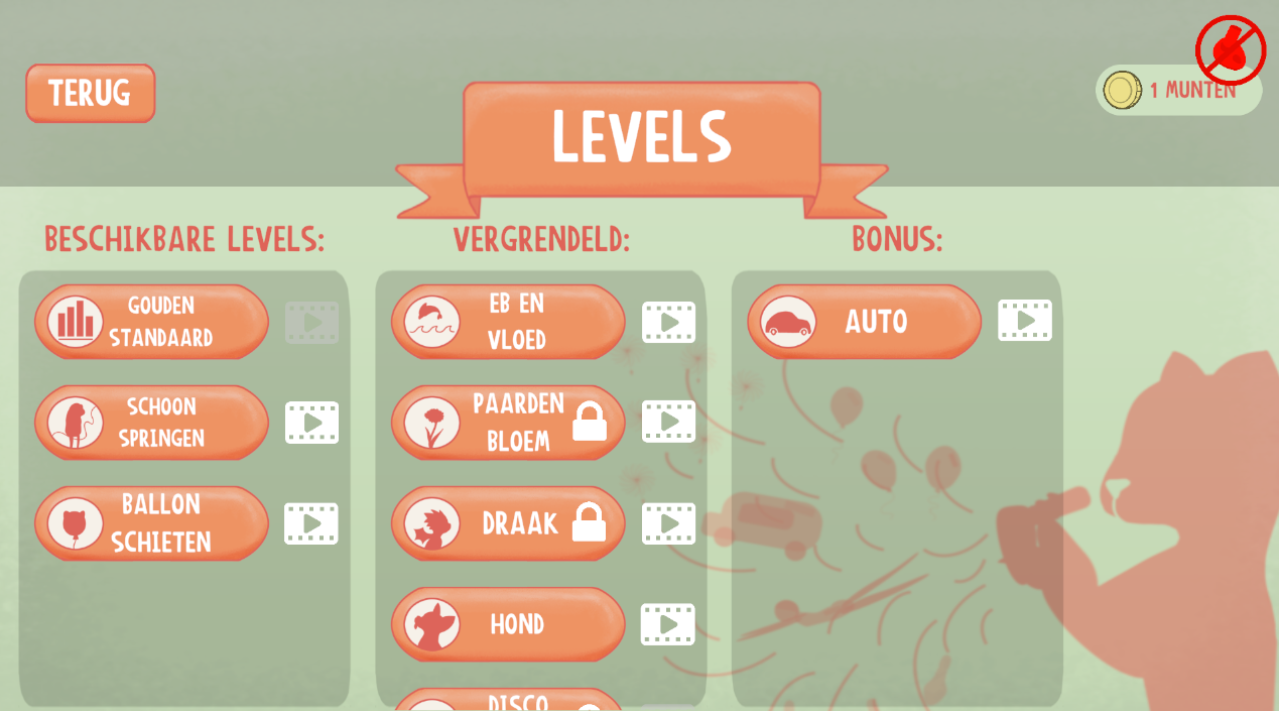 TERUG
1 MUNTEN
LEVELS
BESCHIKBARE LEVELS:
GOUDEN
STANDAARD
SCHOON
SPRINGEN
BALLON
SCHIETEN
VERGRENDELD:
EB EN
VLOED
PAARDEN
BLOEM
DRAAK
HOND
DISCO
BONUS:
AUTO